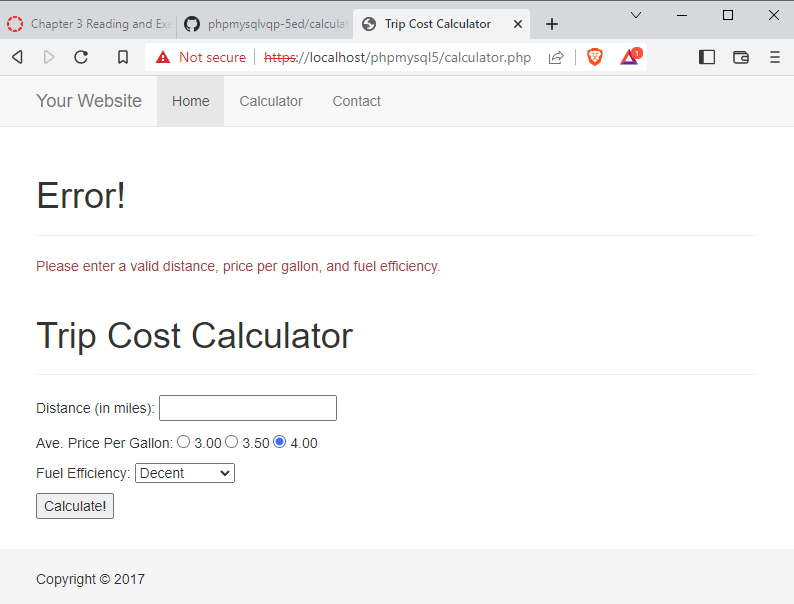 Chapter 3 Reading and Exe
phpmysqlvqp-5ed/calculat
Trip Cost Calculator
Not secure
https://localhost/phpmysql5/calculator.php
1
Your Website
Home
Calculator
Contact
Error!
Please enter a valid distance, price per gallon, and fuel efficiency.
Trip Cost Calculator
Distance (in miles):
Ave. Price Per Gallon: 3.00 3.50 4.00
Fuel Efficiency: Decent
Calculate!
Copyright © 2017